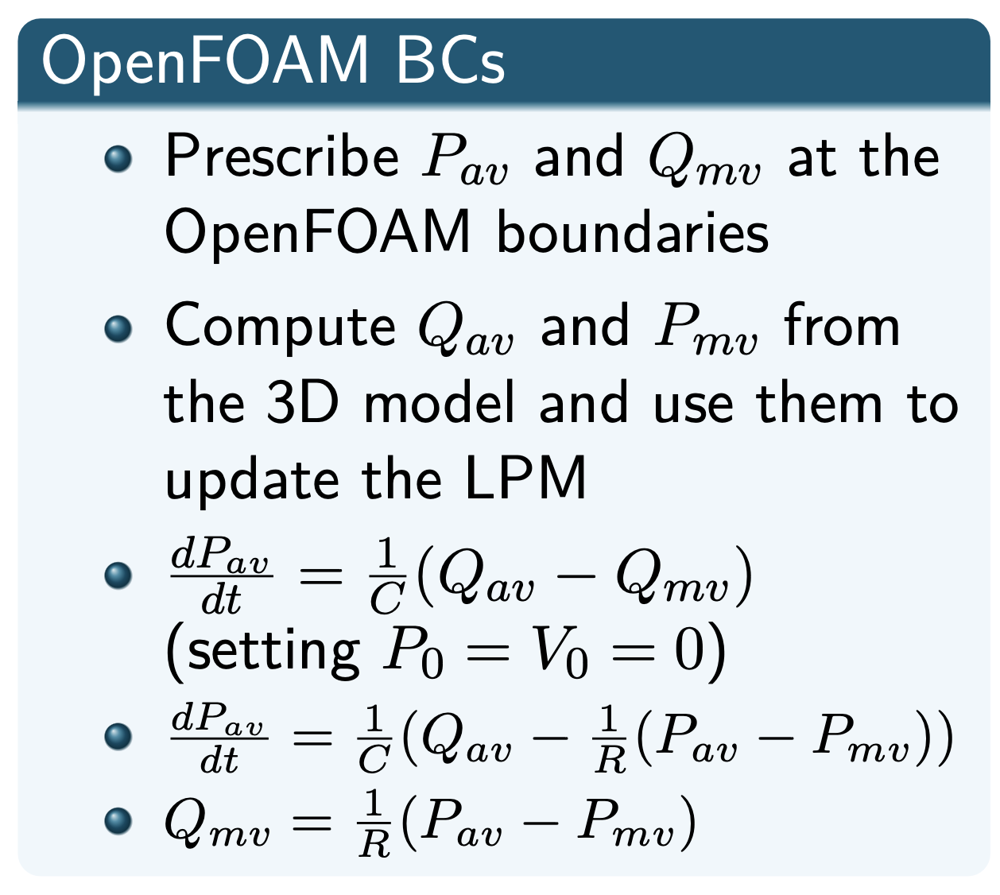 OpenFOAM BCs
Prescribe $P_{av}$ and $Q_{mv}$ at the
OpenFOAM boundaries
Compute $Q_{av}$ and $P_{mv}$ from
the 3D model and use them to
update the LPM
$\frac{dP_{av}}{dt} = \frac{1}{C}(Q_{av} - Q_{mv})$
(setting $P_0 = V_0 = 0$)
$\frac{dP_{av}}{dt} = \frac{1}{C}(Q_{av} - \frac{1}{R}(P_{av} - P_{mv}))$
$Q_{mv} = \frac{1}{R}(P_{av} - P_{mv})$